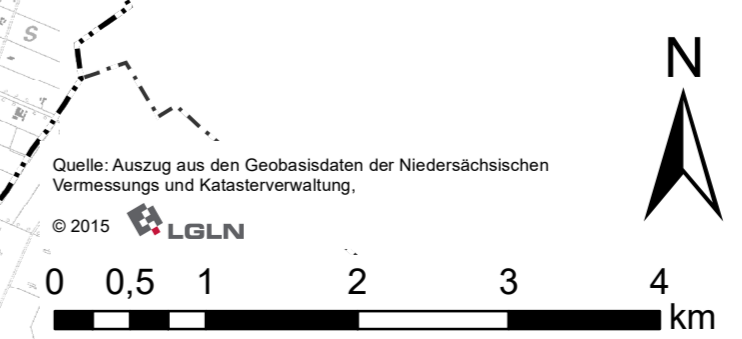 S
N
Quelle: Auszug aus den Geobasisdaten der Niedersächsischen
Vermessungs und Katasterverwaltung,
© 2015 LGLN
0 0,5 1 2 3 4
km